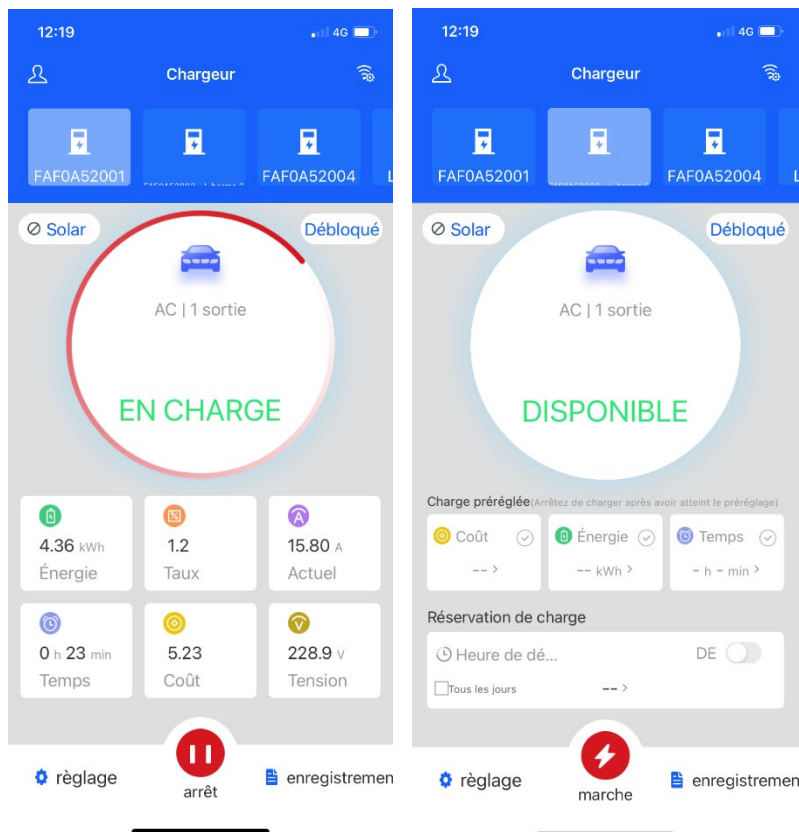 12:19
4G
Chargeur
FAF0A52001
FAF0A52004
Solar
Débloqué
AC | 1 sortie
EN CHARGE
4.36 kWh
Énergie
1.2
Taux
15.80 A
Actuel
0 h 23 min
Temps
5.23
Coût
228.9 V
Tension
règlage
arrêt
enregistremen
12:19
4G
Chargeur
FAF0A52001
FAF0A52004
Solar
Débloqué
AC | 1 sortie
DISPONIBLE
Charge préréglée(Arrêtez de charger après avoir atteint le préréglage)
Coût
-- >
Énergie
-- kWh >
Temps
- h - min >
Réservation de charge
Heure de dé...
DE
Tous les jours
-- >
règlage
marche
enregistremen